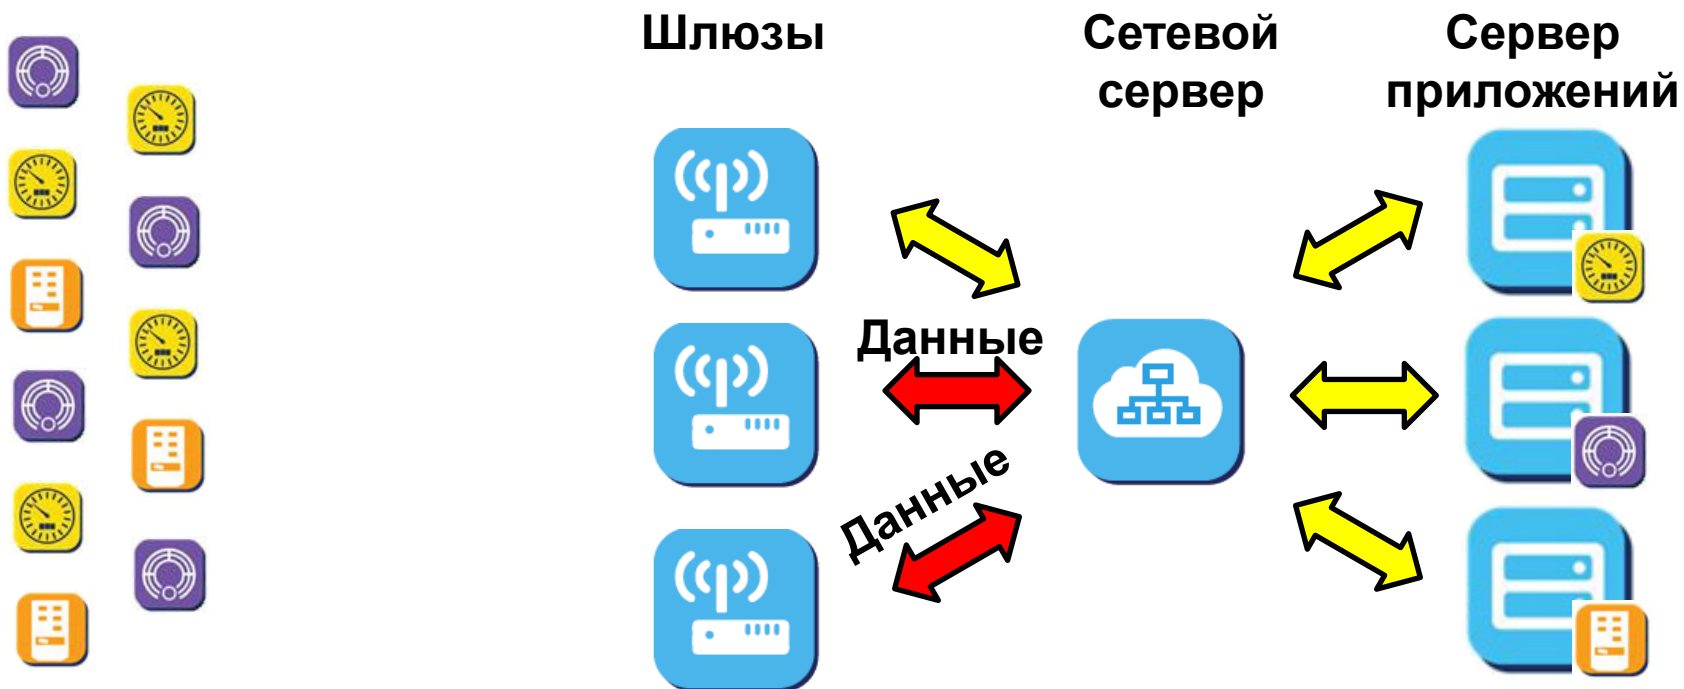 Шлюзы
Сетевой
сервер
Сервер
приложений
Данные
Данные